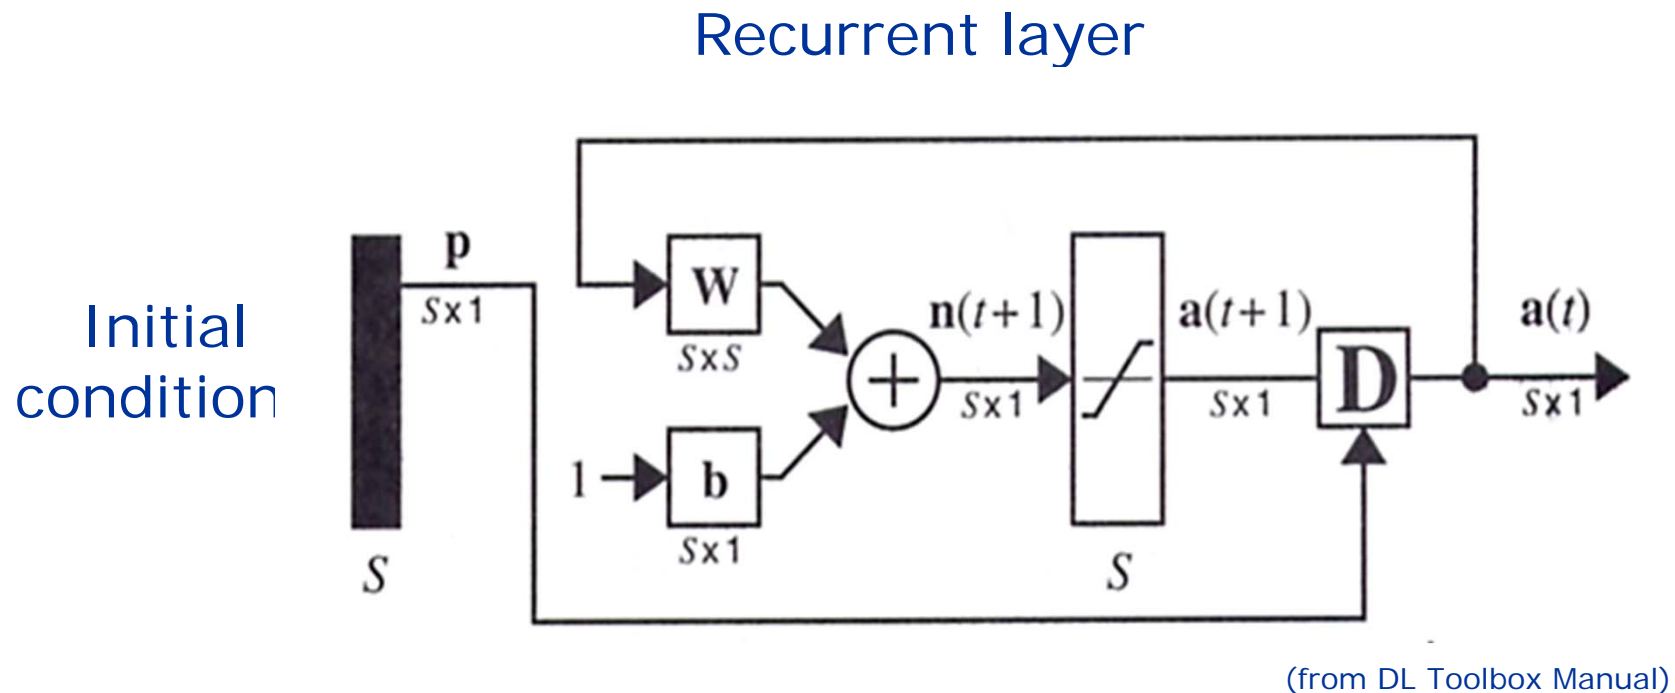 Recurrent layer
Initial
condition
p
S x 1
W
S x S
n(t+1)
S x 1
a(t+1)
S x 1
D
a(t)
S x 1
1
b
S x 1
S
S
(from DL Toolbox Manual)